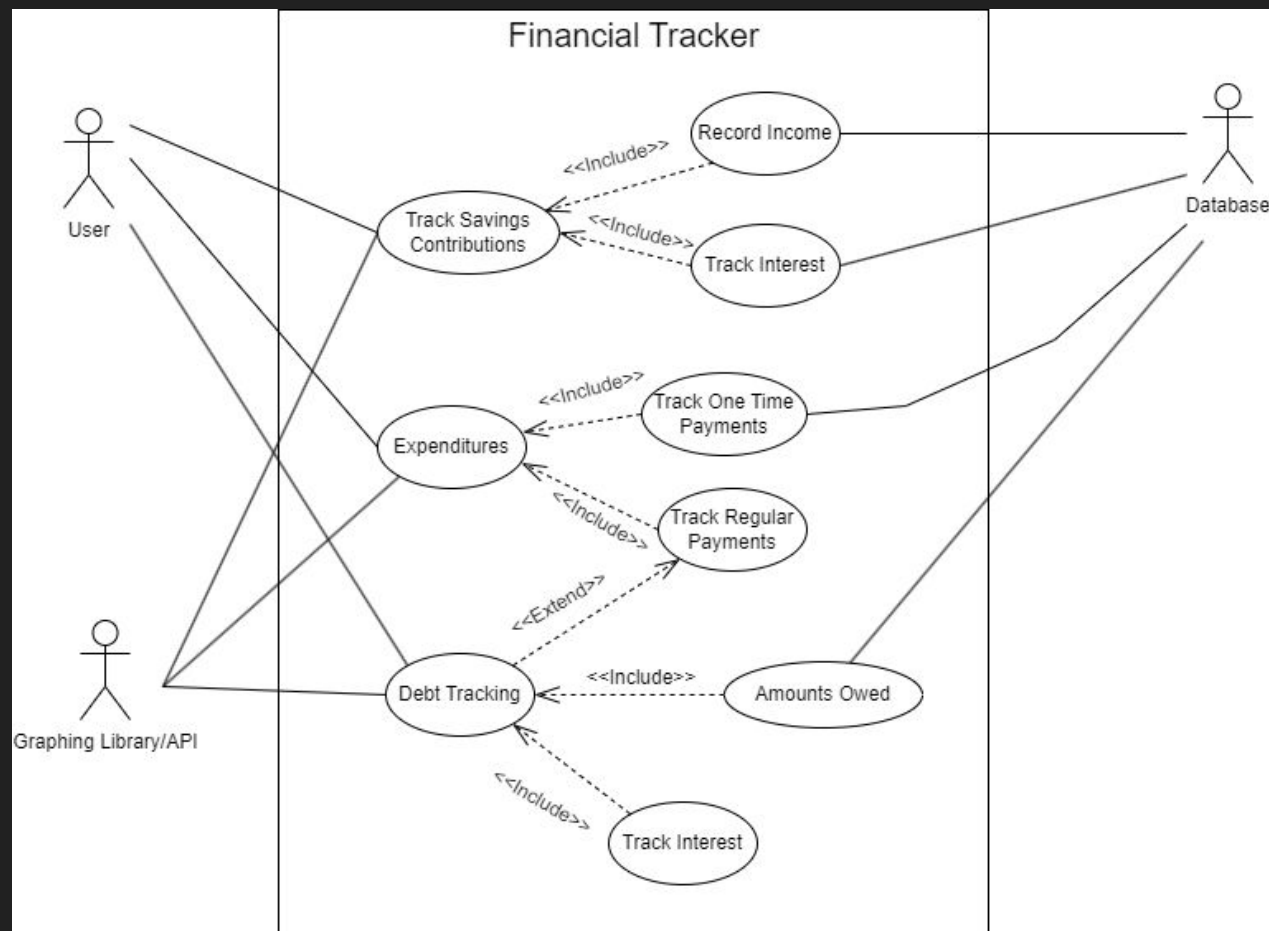 Financial Tracker
User
Database
Record Income
<<Include>>
Track Savings
Contributions
<<Include>>
Track Interest
<<Include>>
Track One Time
Payments
Expenditures
<<Include>>
Track Regular
Payments
<<Extend>>
Graphing Library/API
Debt Tracking
<<Include>>
Amounts Owed
<<Include>>
Track Interest